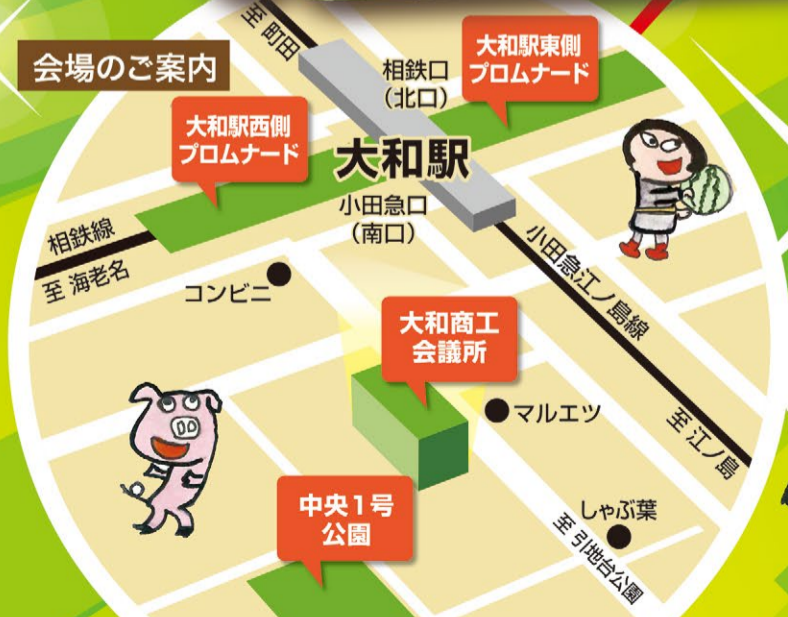 会場のご案内
至 町田
相鉄口
（北口）
大和駅東側
プロムナード
大和駅西側
プロムナード
大和駅
小田急口
（南口）
相鉄線
至 海老名
コンビニ
小田急江ノ島線
大和商工
会議所
マルエツ
至 江ノ島
中央1号
公園
しゃぶ葉
至 引地台公園